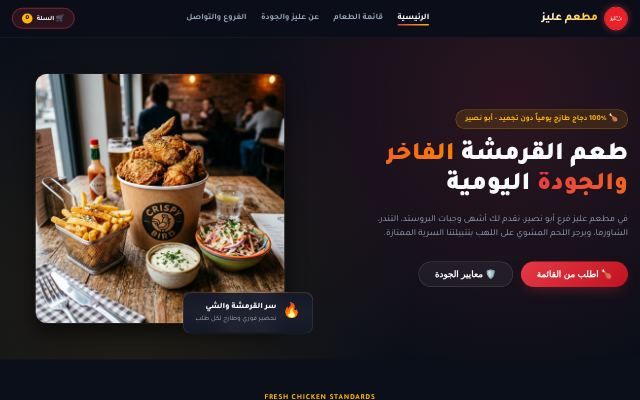 مطعم عليز
الرئيسية
قائمة الطعام
عن عليز والجودة
الفروع والتواصل
السلة 0
100% دجاج طازج يومياً دون تجميد - أبو نصير
طعم القرمشة الفاخر
والجودة اليومية
في مطعم عليز فرع أبو نصير، نقدم لك أشهى وجبات البروستد، التندر،
الشاورما، وبرجر اللحم المشوي على اللهب بتتبيلتنا السرية الممتازة.
اطلب من القائمة
معايير الجودة
CRISPY
BIRD
سر القرمشة والشي
تحضير فوري وطازج لكل طلب
FRESH CHICKEN STANDARDS